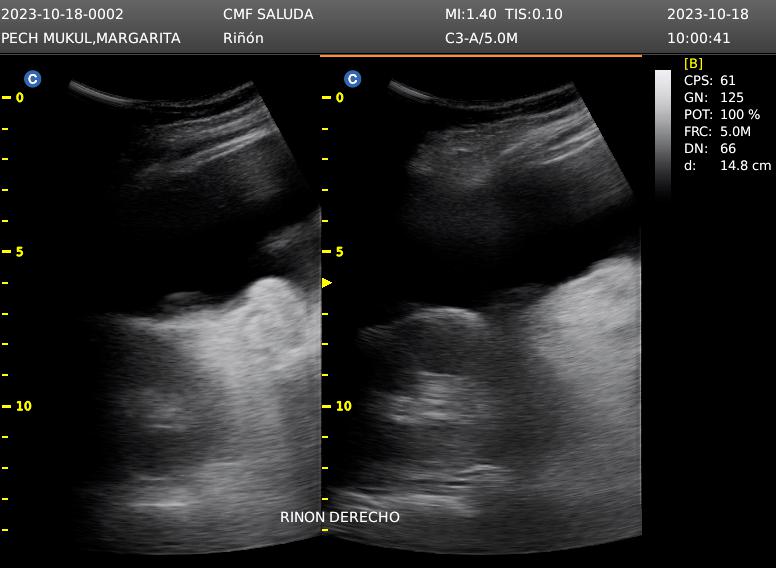 2023-10-18-0002 CMF SALUDA MI:1.40 TIS:0.10 2023-10-18
PECH MUKUL,MARGARITA Riñón C3-A/5.0M 10:00:41
C
C
[B]
CPS: 61
GN: 125
POT: 100 %
FRC: 5.0M
DN: 66
d: 14.8 cm
0
5
10
0
5
10
RINON DERECHO